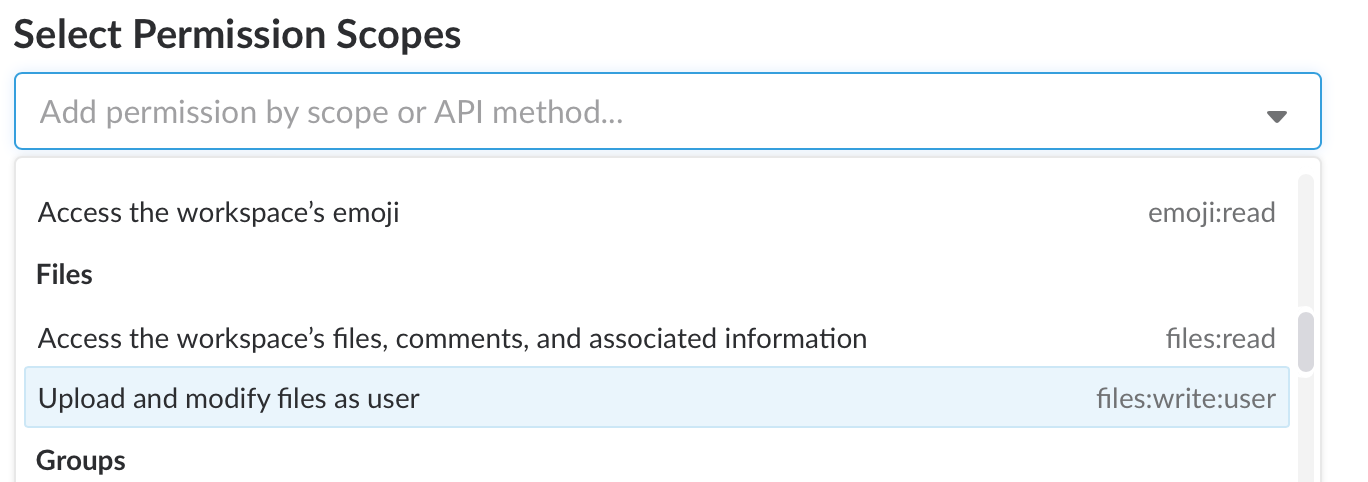 Select Permission Scopes
Add permission by scope or API method...
Access the workspace’s emoji emoji:read
Files
Access the workspace’s files, comments, and associated information files:read
Upload and modify files as user files:write:user
Groups